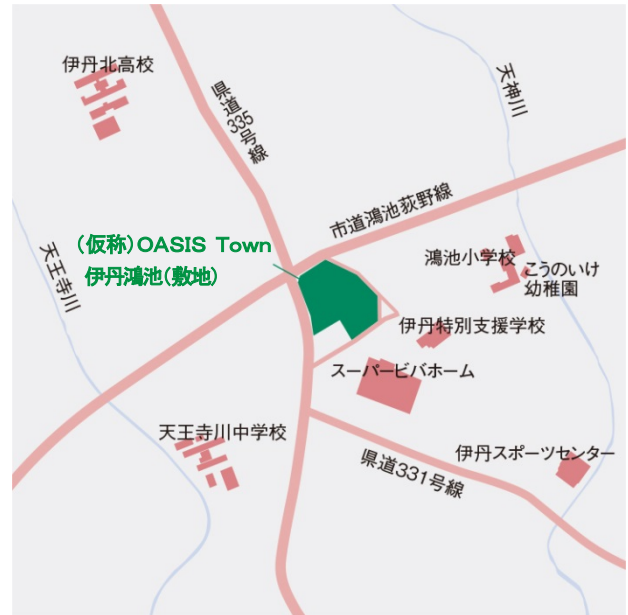 伊丹北高校
県道335号線
天神川
市道鴻池荻野線
(仮称)OASIS Town
伊丹鴻池(敷地)
天王寺川
鴻池小学校
こうのいけ
幼稚園
伊丹特別支援学校
スーパービバホーム
天王寺川中学校
県道331号線
伊丹スポーツセンター